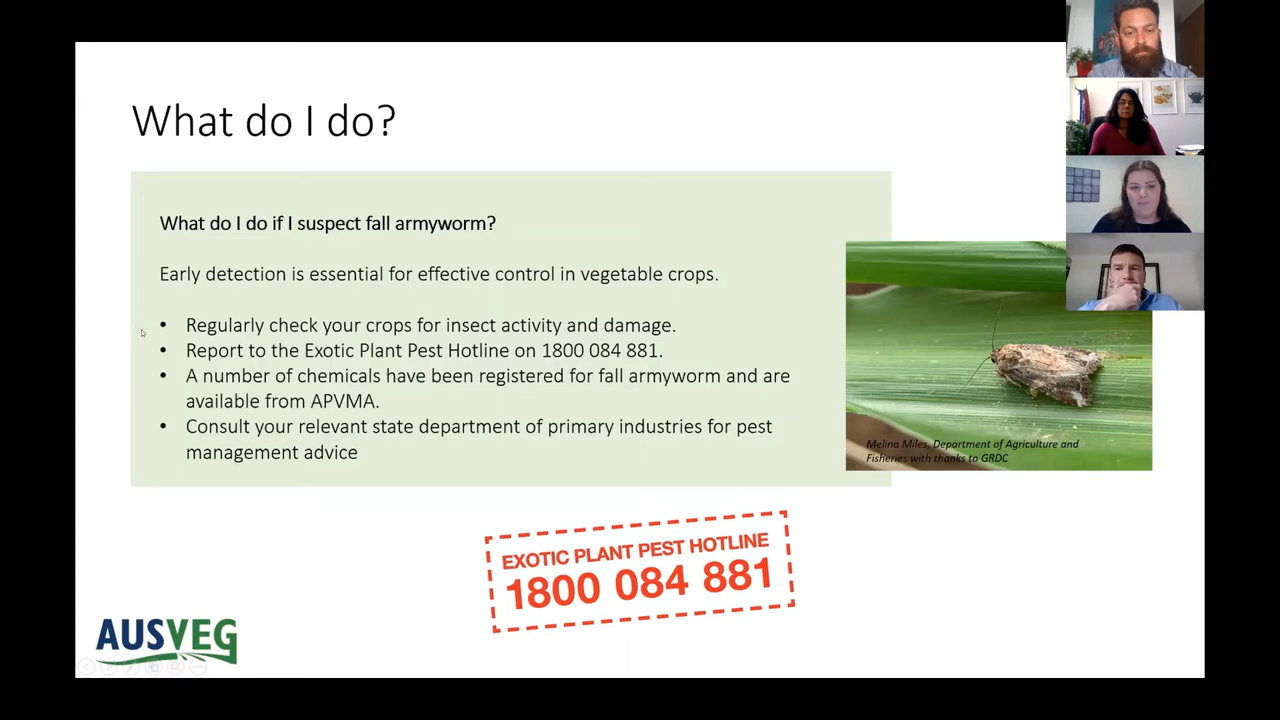 What do I do?
What do I do if I suspect fall armyworm?
Early detection is essential for effective control in vegetable crops.
• Regularly check your crops for insect activity and damage.
• Report to the Exotic Plant Pest Hotline on 1800 084 881.
• A number of chemicals have been registered for fall armyworm and are
available from APVMA.
• Consult your relevant state department of primary industries for pest
management advice
Melina Miles, Department of Agriculture and
Fisheries with thanks to GRDC
EXOTIC PLANT PEST HOTLINE
1800 084 881
AUSVEG